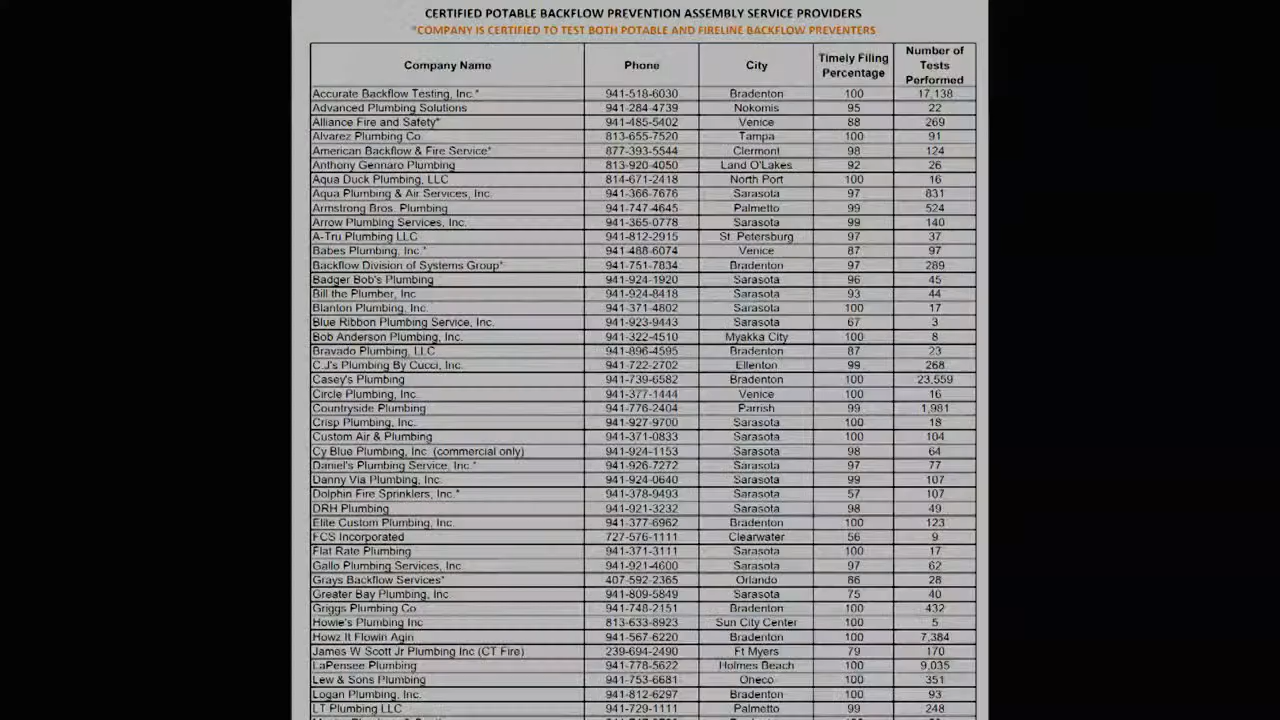 CERTIFIED POTABLE BACKFLOW PREVENTION ASSEMBLY SERVICE PROVIDERS
*COMPANY IS CERTIFIED TO TEST BOTH POTABLE AND FIRELINE BACKFLOW PREVENTERS
Company Name Phone City Timely Filing Percentage Number of Tests Performed
Accurate Backflow Testing, Inc.* 941-518-6030 Bradenton 100 17,138
Advanced Plumbing Solutions 941-284-4739 Nokomis 95 22
Alliance Fire and Safety* 941-485-5402 Venice 88 269
Alvarez Plumbing Co 813-655-7520 Tampa 100 91
American Backflow & Fire Service* 877-393-5544 Clermont 98 124
Anthony Gennaro Plumbing 813-920-4050 Land O'Lakes 92 26
Aqua Duck Plumbing, LLC 814-671-2418 North Port 100 16
Aqua Plumbing & Air Services, Inc. 941-366-7676 Sarasota 97 831
Armstrong Bros. Plumbing 941-747-4645 Palmetto 99 524
Arrow Plumbing Services, Inc. 941-365-0778 Sarasota 99 140
A-Tru Plumbing LLC 941-812-2915 St. Petersburg 97 37
Babes Plumbing, Inc.* 941-488-6074 Venice 87 97
Backflow Division of Systems Group* 941-751-7834 Bradenton 97 289
Badger Bob's Plumbing 941-924-1920 Sarasota 96 45
Bill the Plumber, Inc 941-924-8418 Sarasota 93 44
Blanton Plumbing, Inc. 941-371-4802 Sarasota 100 17
Blue Ribbon Plumbing Service, Inc. 941-923-9443 Sarasota 67 3
Bob Anderson Plumbing, Inc. 941-322-4510 Myakka City 100 8
Bravado Plumbing, LLC 941-896-4595 Bradenton 87 23
C.J's Plumbing By Cucci, Inc. 941-722-2702 Ellenton 99 268
Casey's Plumbing 941-739-6582 Bradenton 100 23,559
Circle Plumbing, Inc. 941-377-1444 Venice 100 16
Countryside Plumbing 941-776-2404 Parrish 99 1,981
Crisp Plumbing, Inc. 941-927-9700 Sarasota 100 18
Custom Air & Plumbing 941-371-0833 Sarasota 100 104
Cy Blue Plumbing, Inc. (commercial only) 941-924-1153 Sarasota 98 64
Daniel's Plumbing Service, Inc.* 941-926-7272 Sarasota 97 77
Danny Via Plumbing, Inc. 941-924-0640 Sarasota 99 107
Dolphin Fire Sprinklers, Inc.* 941-378-9493 Sarasota 57 107
DRH Plumbing 941-921-3232 Sarasota 98 49
Elite Custom Plumbing, Inc. 941-377-6962 Bradenton 100 123
FCS Incorporated 727-576-1111 Clearwater 56 9
Flat Rate Plumbing 941-371-3111 Sarasota 100 17
Gallo Plumbing Services, Inc. 941-921-4600 Sarasota 97 62
Grays Backflow Services* 407-592-2365 Orlando 86 28
Greater Bay Plumbing, Inc 941-809-5849 Sarasota 75 40
Griggs Plumbing Co. 941-748-2151 Bradenton 100 432
Howie's Plumbing Inc 813-633-8923 Sun City Center 100 5
Howz It Flowin Agin 941-567-6220 Bradenton 100 7,384
James W Scott Jr Plumbing Inc (CT Fire) 239-694-2490 Ft Myers 79 170
LaPensee Plumbing 941-778-5622 Holmes Beach 100 9,035
Lew & Sons Plumbing 941-753-6681 Oneco 100 351
Logan Plumbing, Inc. 941-812-6297 Bradenton 100 93
LT Plumbing LLC 941-729-1111 Palmetto 99 248